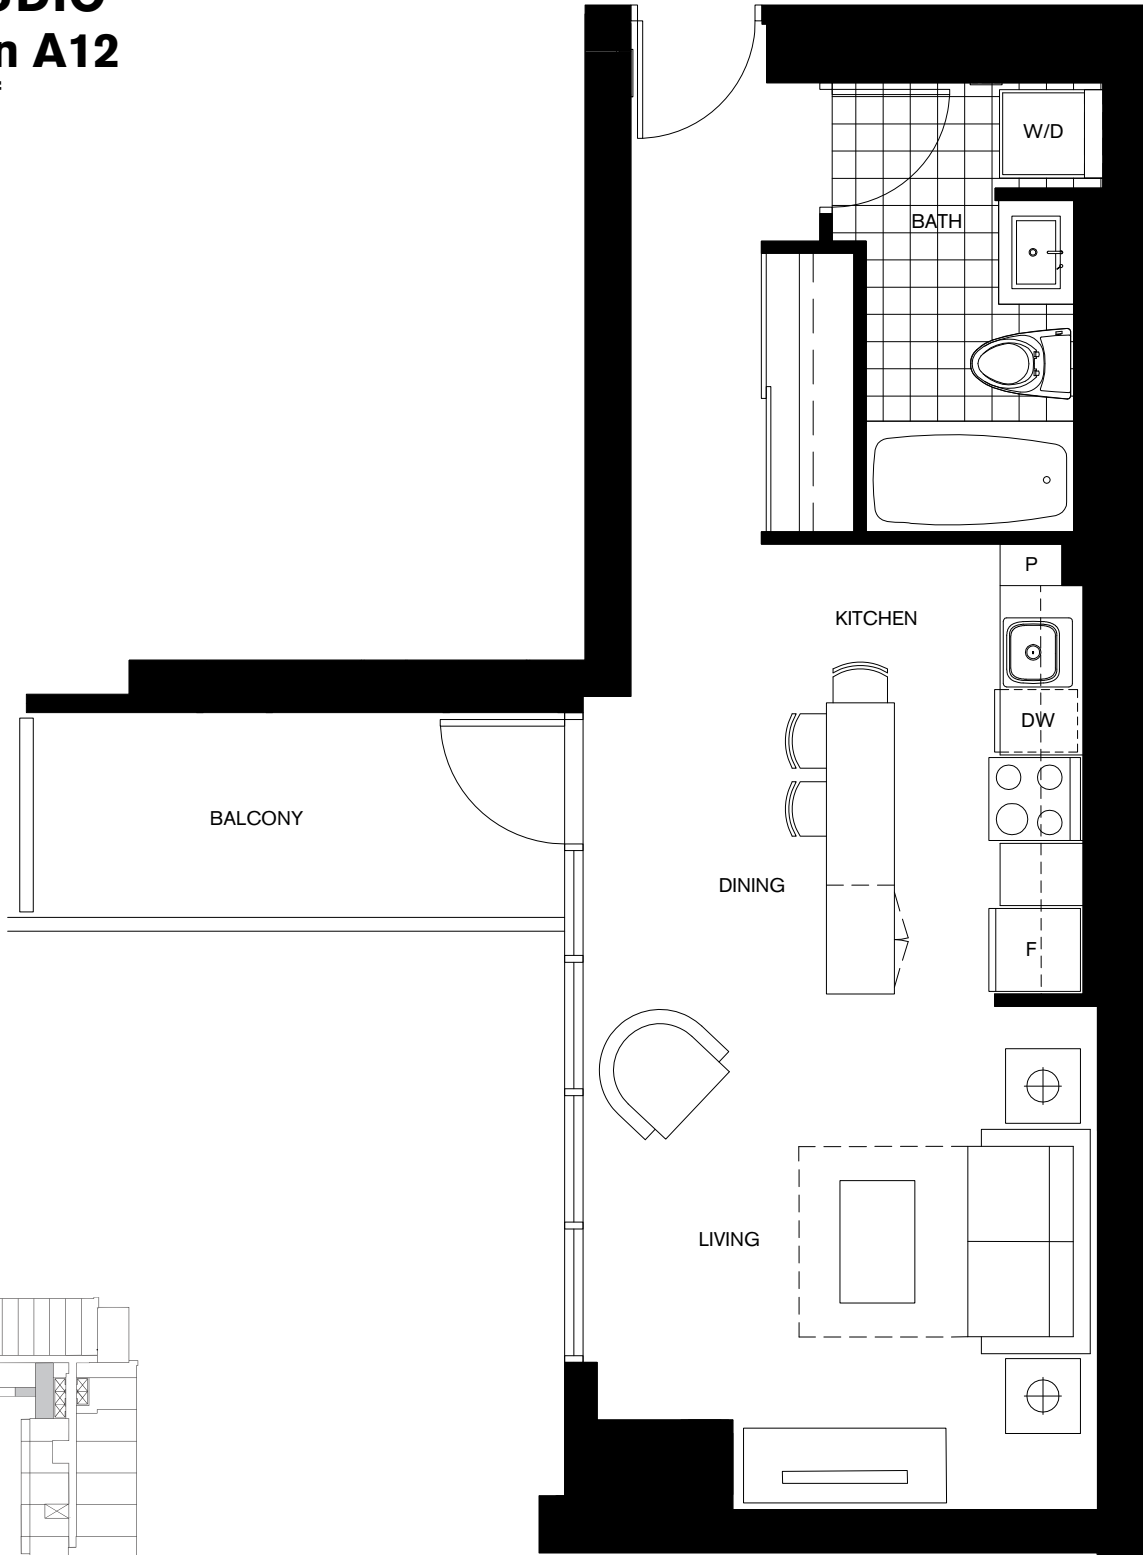 A12
W/D
BATH
P
KITCHEN
DW
BALCONY
DINING
F
LIVING